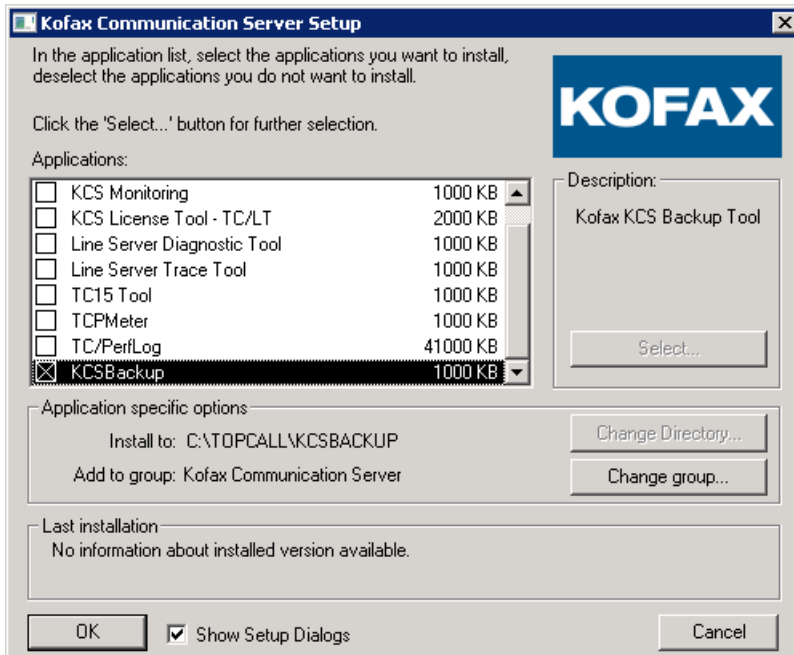 Kofax Communication Server Setup
In the application list, select the applications you want to install,
deselect the applications you do not want to install.
KOFAX
Click the 'Select...' button for further selection.
Applications:
KCS Monitoring 1000 KB
KCS License Tool - TC/LT 2000 KB
Line Server Diagnostic Tool 1000 KB
Line Server Trace Tool 1000 KB
TC15 Tool 1000 KB
TCPMeter 1000 KB
TC/PerfLog 41000 KB
KCSBackup 1000 KB
Description:
Kofax KCS Backup Tool
Select...
Application specific options
Install to: C:\TOPCALL\KCSBACKUP
Change Directory...
Add to group: Kofax Communication Server
Change group...
Last installation
No information about installed version available.
OK
Show Setup Dialogs
Cancel